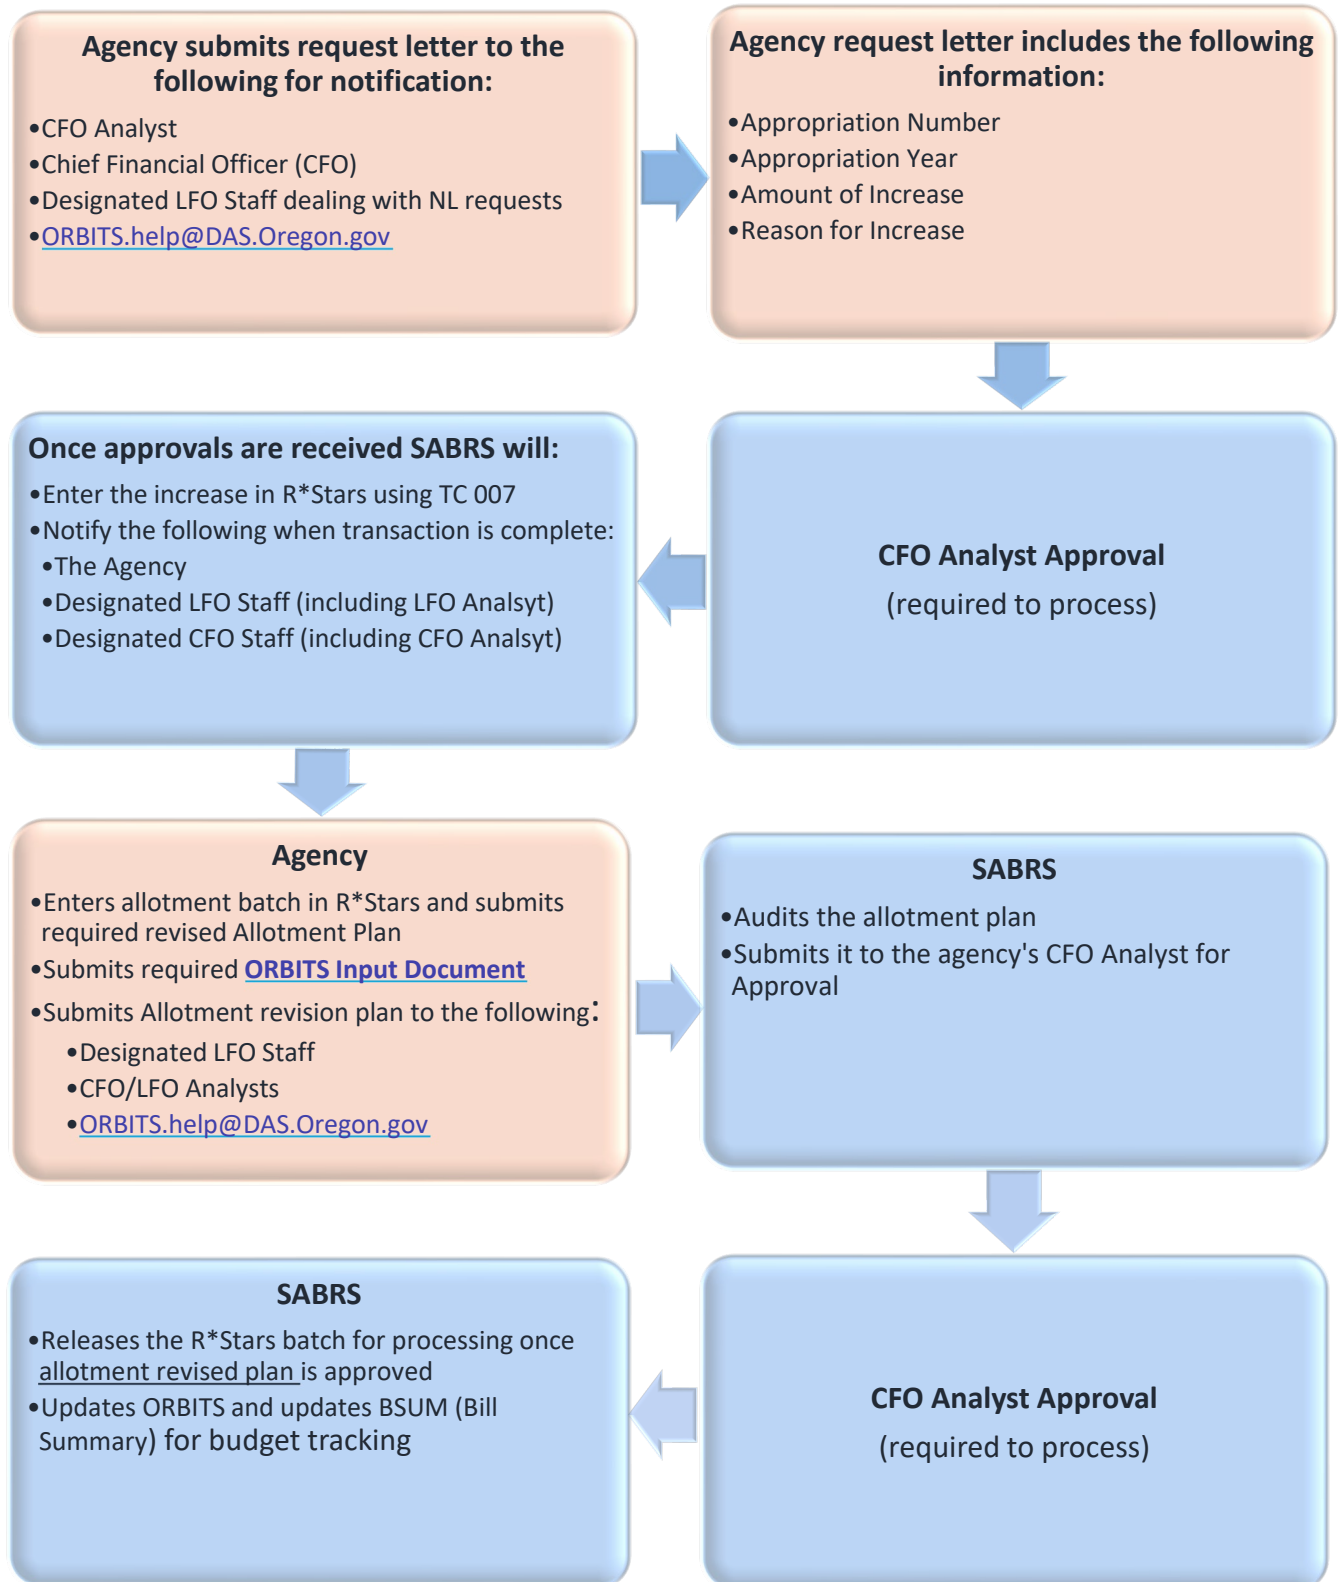 Agency submits request letter to the
following for notification:
•CFO Analyst
•Chief Financial Officer (CFO)
•Designated LFO Staff dealing with NL requests
•ORBITS.help@DAS.Oregon.gov
Agency request letter includes the following
information:
•Appropriation Number
•Appropriation Year
•Amount of Increase
•Reason for Increase
CFO Analyst Approval
(required to process)
Once approvals are received SABRS will:
•Enter the increase in R*Stars using TC 007
•Notify the following when transaction is complete:
•The Agency
•Designated LFO Staff (including LFO Analsyt)
•Designated CFO Staff (including CFO Analsyt)
Agency
•Enters allotment batch in R*Stars and submits
required revised Allotment Plan
•Submits required ORBITS Input Document
•Submits Allotment revision plan to the following:
•Designated LFO Staff
•CFO/LFO Analysts
•ORBITS.help@DAS.Oregon.gov
SABRS
•Audits the allotment plan
•Submits it to the agency's CFO Analyst for
Approval
CFO Analyst Approval
(required to process)
SABRS
•Releases the R*Stars batch for processing once
allotment revised plan is approved
•Updates ORBITS and updates BSUM (Bill
Summary) for budget tracking